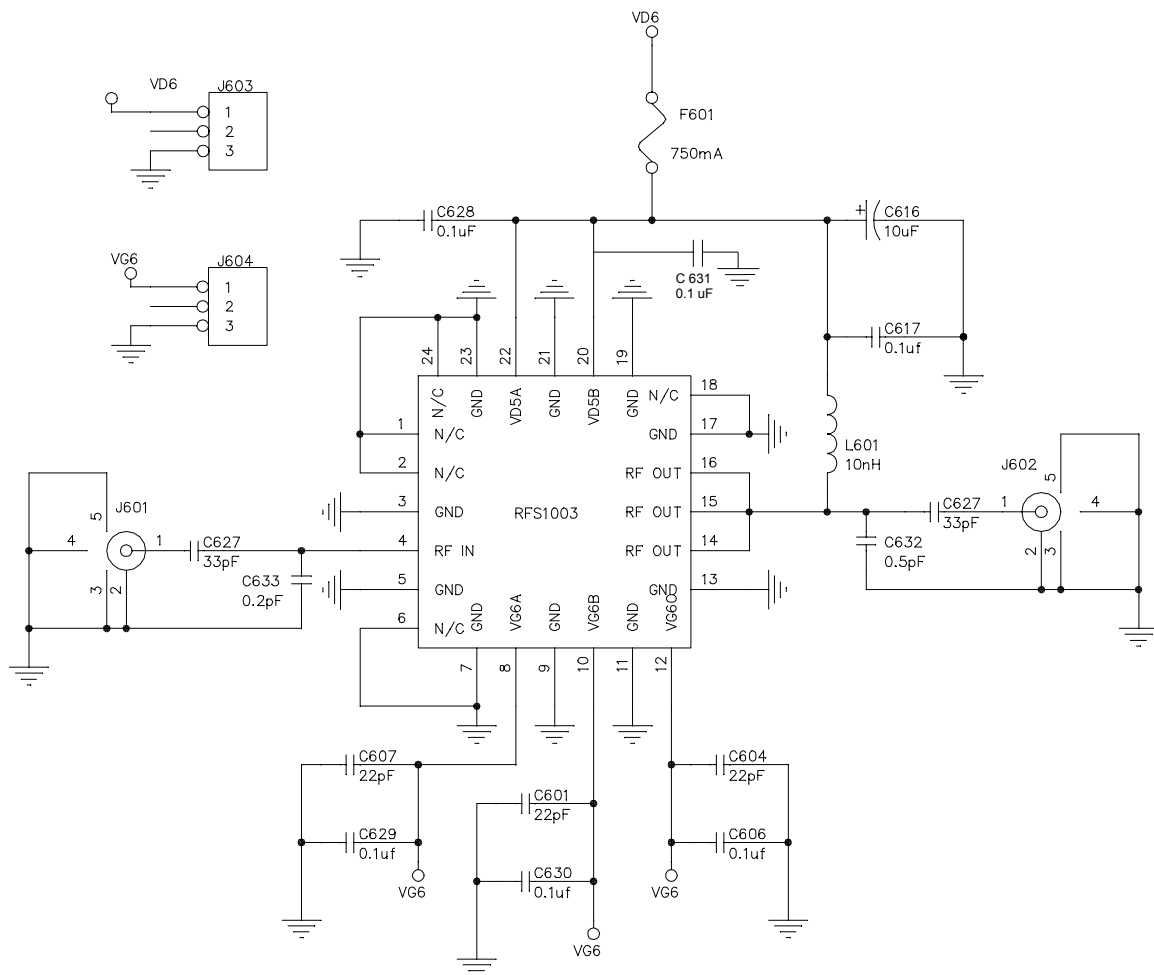 VD6
F601
750mA
VD6
J603
1
2
3
VG6
J604
1
2
3
C628
0.1uF
+
C616
10uF
C 631
0.1 uF
C617
0.1uf
L601
10nH
24
23
22
21
20
19
N/C
GND
VD5A
GND
VD5B
GND
1
N/C
2
N/C
3
GND
4
RF IN
5
GND
6
N/C
RFS1003
N/C
18
GND
17
RF OUT
16
RF OUT
15
RF OUT
14
GND
13
GND
VG6A
GND
VG6B
GND
VG6C
7
8
9
10
11
12
J601
5
4
1
3
2
C627
33pF
C633
0.2pF
J602
5
4
1
2
3
C627
33pF
C632
0.5pF
C607
22pF
C629
0.1uf
VG6
C601
22pF
C630
0.1uf
VG6
C604
22pF
C606
0.1uf
VG6